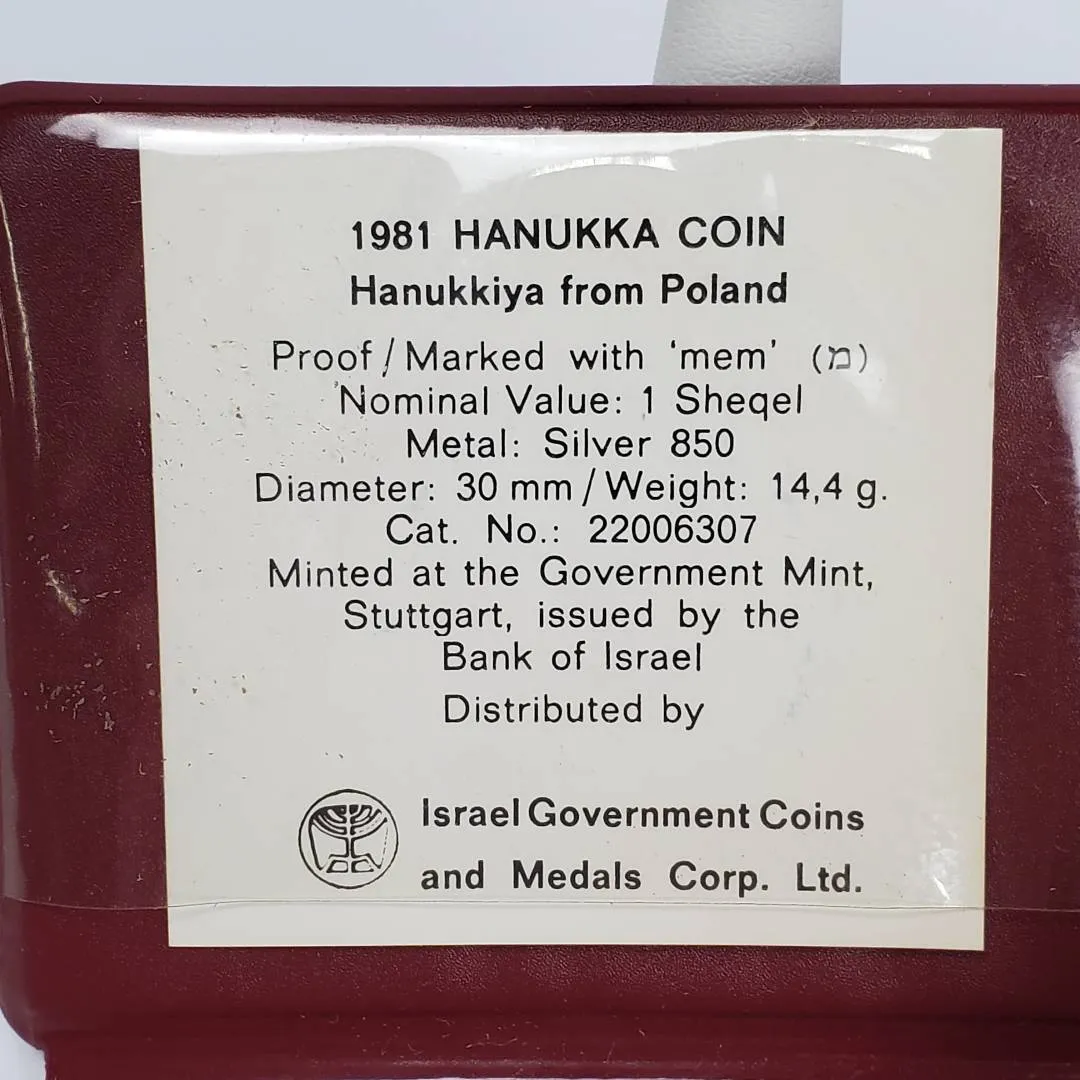 1981 HANUKKA COIN
Hanukkiya from Poland
Proof / Marked with ‘mem’ (מ)
Nominal Value: 1 Sheqel
Metal: Silver 850
Diameter: 30 mm / Weight: 14,4 g.
Cat. No.: 22006307
Minted at the Government Mint,
Stuttgart, issued by the
Bank of Israel
Distributed by
Israel Government Coins
and Medals Corp. Ltd.